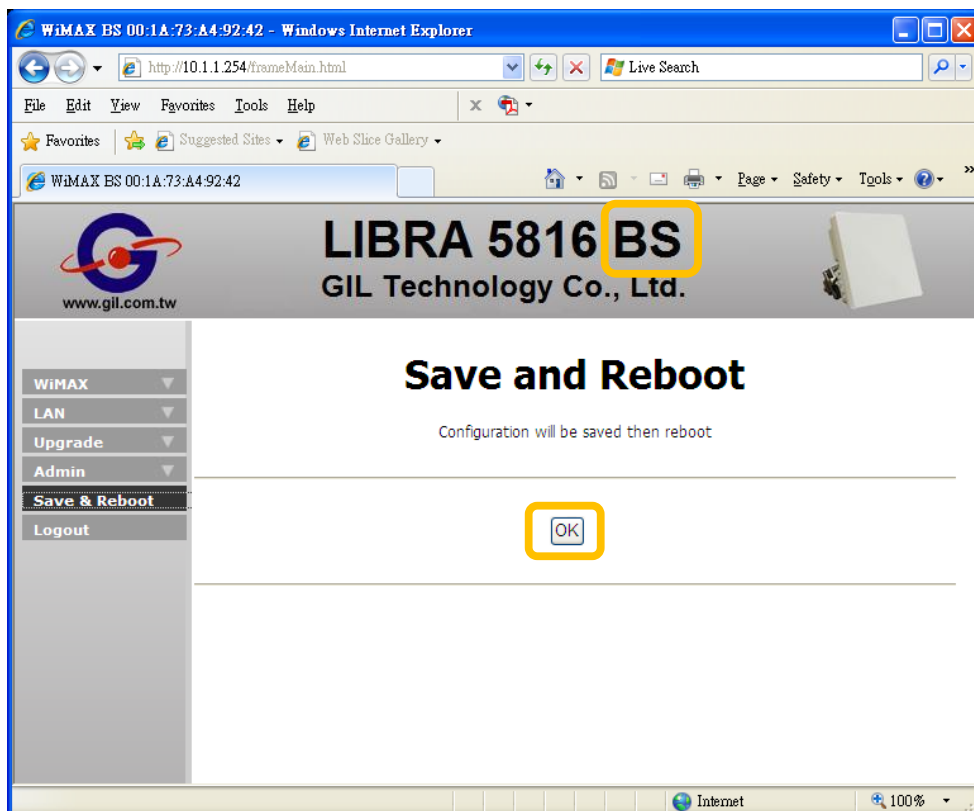 WiMAX BS 00:1A:73:A4:92:42 - Windows Internet Explorer
http://10.1.1.254/frameMain.html
Live Search
File Edit View Favorites Tools Help
Favorites Suggested Sites Web Slice Gallery
WiMAX BS 00:1A:73:A4:92:42 Page Safety Tools
LIBRA 5816 BS
GIL Technology Co., Ltd.
www.gil.com.tw
WiMAX
LAN
Upgrade
Admin
Save & Reboot
Logout
Save and Reboot
Configuration will be saved then reboot
OK
Internet 100%